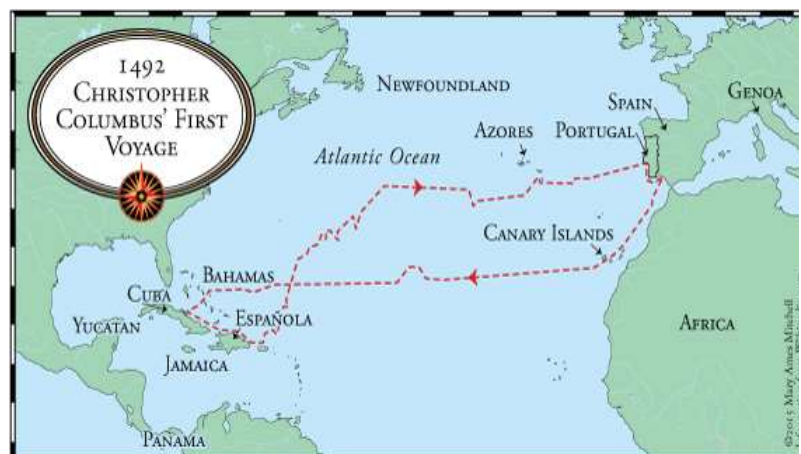 1492
Christopher
Columbus' First
Voyage
Newfoundland
Genoa
Spain
Azores
Portugal
Atlantic Ocean
Canary Islands
Bahamas
Cuba
Española
Yucatan
Jamaica
Africa
Panama
©2015 Mary Ames Mitchell